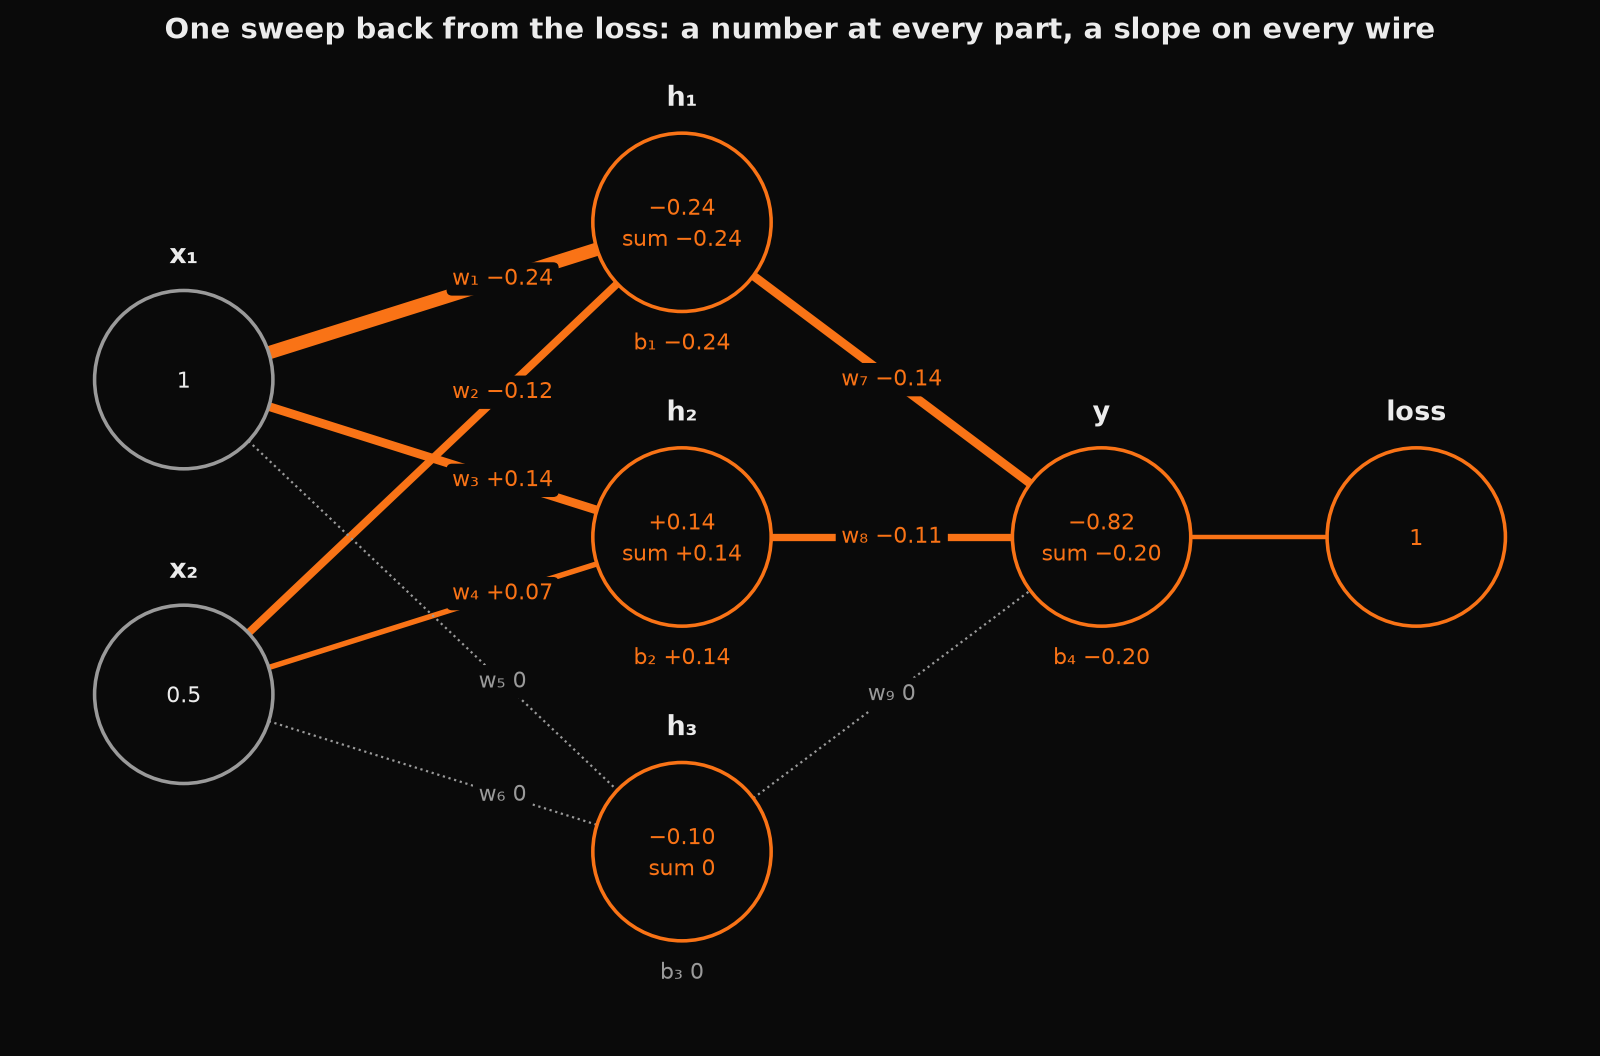 One sweep back from the loss: a number at every part, a slope on every wire
h₁
−0.24
sum −0.24
b₁ −0.24
x₁
1
w₁ −0.24
w₂ −0.12
w₃ +0.14
w₄ +0.07
w₅ 0
w₆ 0
x₂
0.5
h₂
+0.14
sum +0.14
b₂ +0.14
h₃
−0.10
sum 0
b₃ 0
w₇ −0.14
w₈ −0.11
w₉ 0
y
−0.82
sum −0.20
b₄ −0.20
loss
1